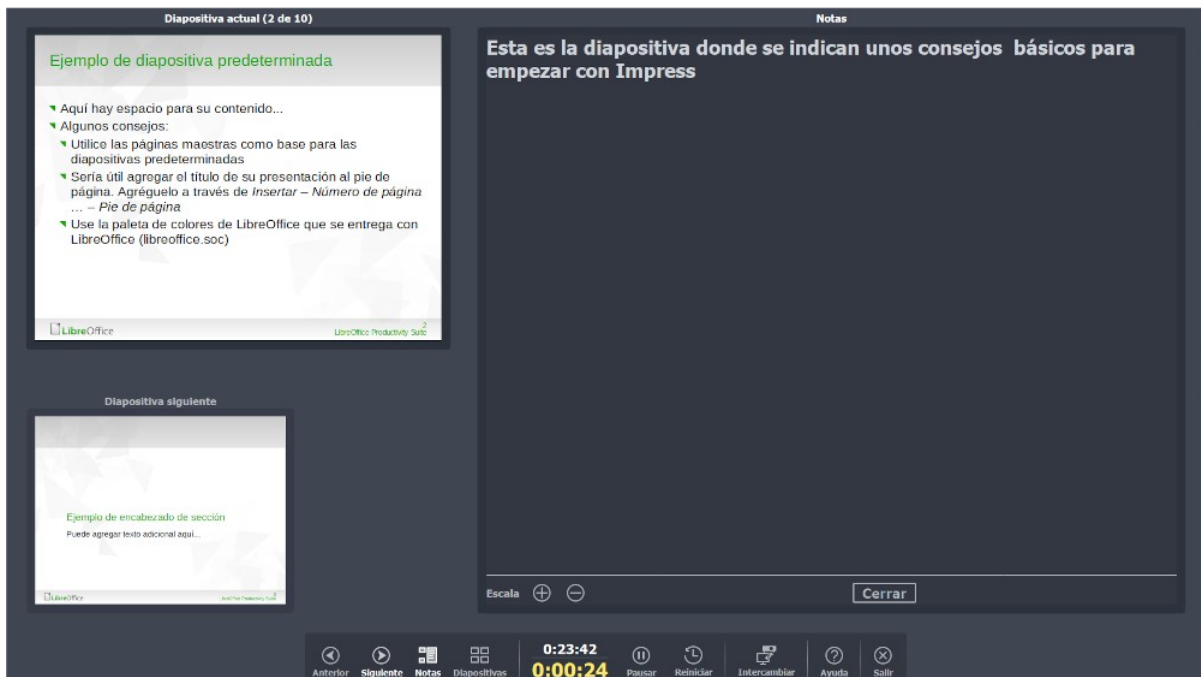 Diapositiva actual (2 de 10)
Ejemplo de diapositiva predeterminada
Aquí hay espacio para su contenido...
Algunos consejos:
Utilice las páginas maestras como base para las
diapositivas predeterminadas
Sería útil agregar el título de su presentación al pie de
página. Agréguelo a través de Insertar – Número de página
... – Pie de página
Use la paleta de colores de LibreOffice que se entrega con
LibreOffice (libreoffice.soc)
LibreOffice
2
LibreOffice Productivity Suite
Diapositiva siguiente
Ejemplo de encabezado de sección
Puede agregar texto adicional aquí...
LibreOffice
LibreOffice Productivity Suite
Notas
Esta es la diapositiva donde se indican unos consejos  básicos para
empezar con Impress
Escala
Cerrar
Anterior
Siguiente
Notas
Diapositivas
0:23:42
0:00:24
Pausar
Reiniciar
Intercambiar
Ayuda
Salir